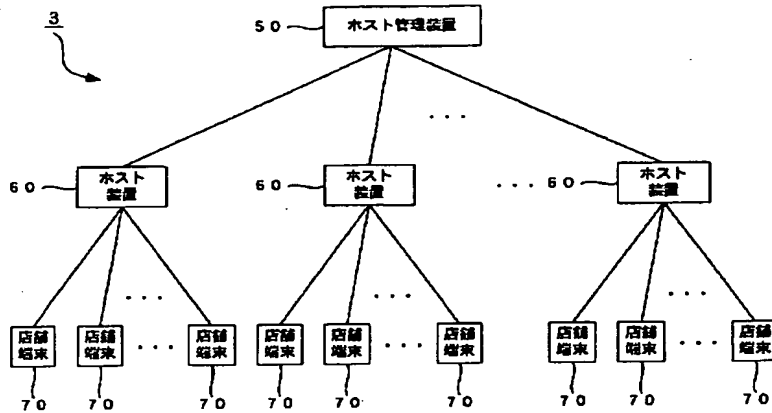 3
50 ホスト管理装置
. . .
60 ホスト装置
60 ホスト装置
. . . 60 ホスト装置
. . .
. . .
. . .
店舗端末
店舗端末
. . .
店舗端末
店舗端末
店舗端末
. . .
店舗端末
店舗端末
店舗端末
. . .
店舗端末
70
70
70
70
70
70
70
70
70